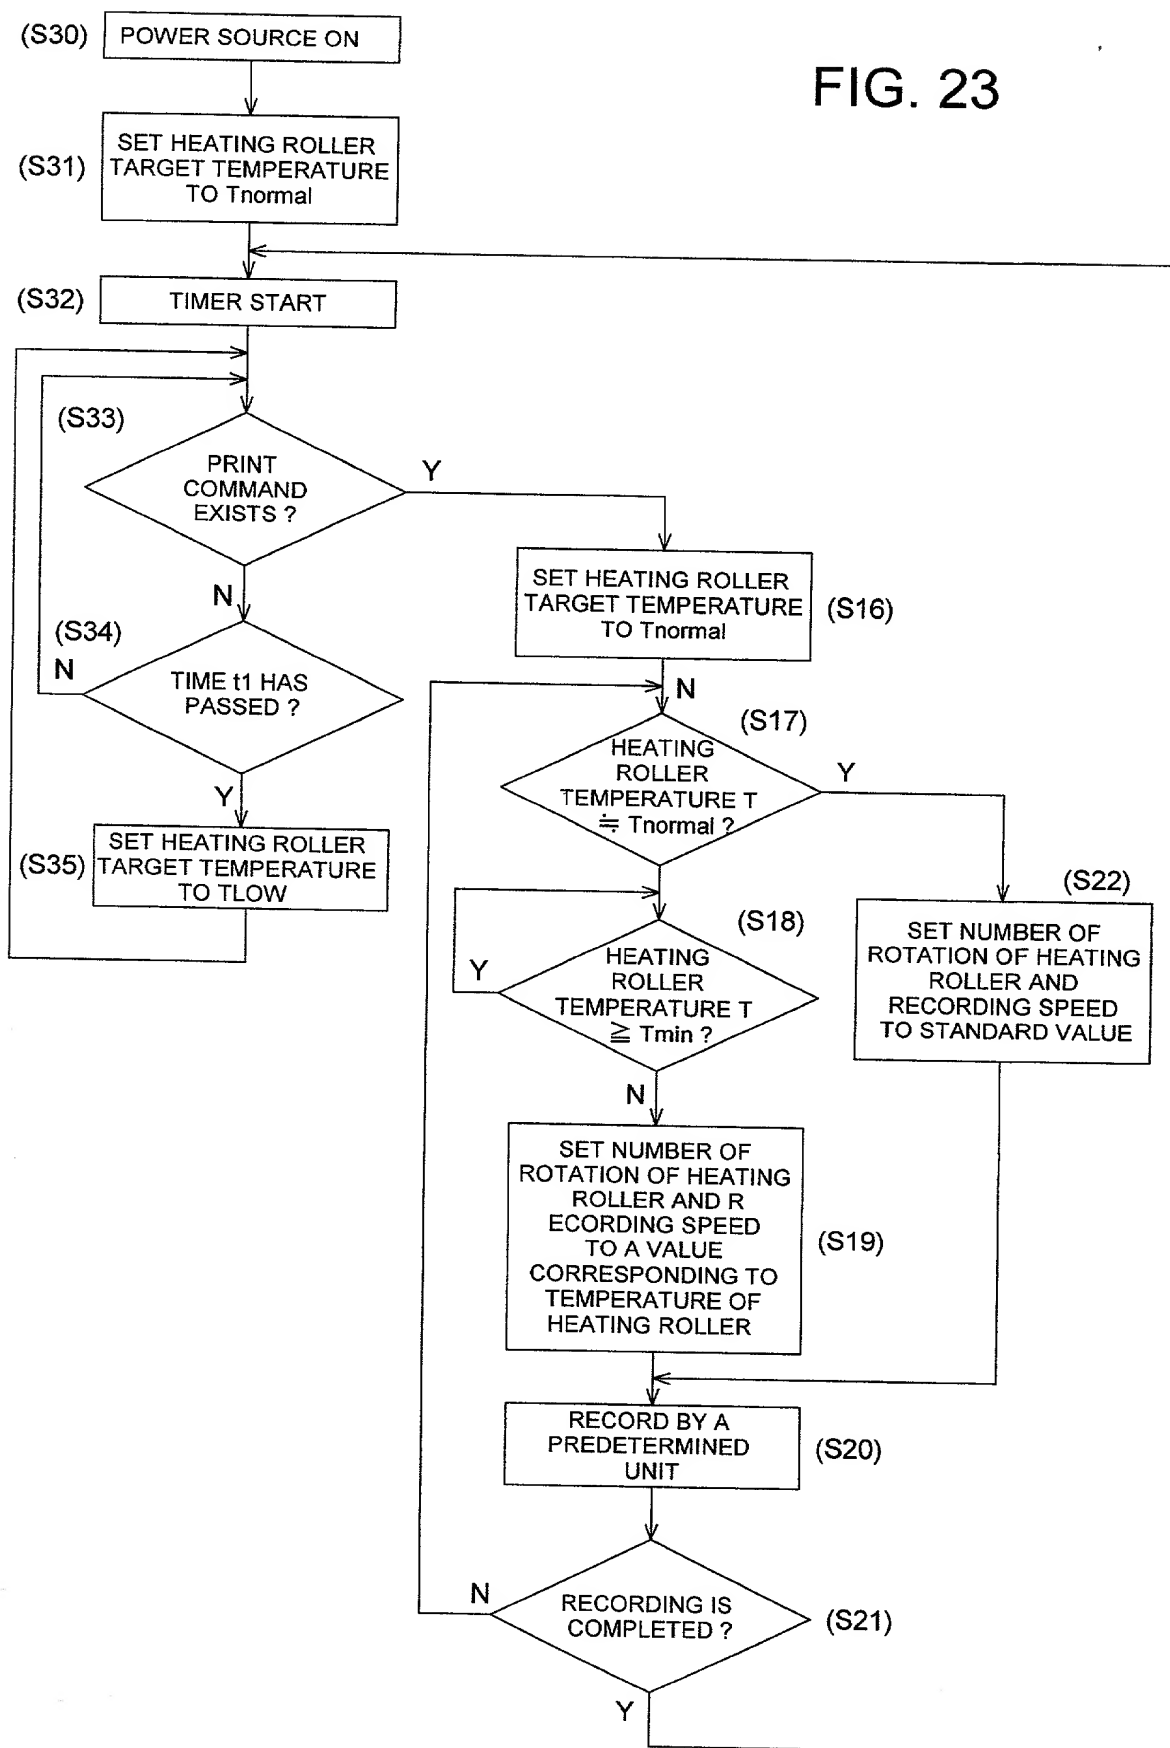 FIG. 23
(S30)
POWER SOURCE ON
(S31)
SET HEATING ROLLER
TARGET TEMPERATURE
TO Tnormal
(S32)
TIMER START
(S33)
PRINT
COMMAND
EXISTS ?
Y
N
(S34)
N
TIME t1 HAS
PASSED ?
Y
(S35)
SET HEATING ROLLER
TARGET TEMPERATURE
TO TLOW
SET HEATING ROLLER
TARGET TEMPERATURE
TO Tnormal
(S16)
N
(S17)
HEATING
ROLLER
TEMPERATURE T
≒ Tnormal ?
Y
(S18)
Y
HEATING
ROLLER
TEMPERATURE T
≧ Tmin ?
N
(S22)
SET NUMBER OF
ROTATION OF HEATING
ROLLER AND
RECORDING SPEED
TO STANDARD VALUE
SET NUMBER OF
ROTATION OF HEATING
ROLLER AND R
ECORDING SPEED
TO A VALUE
CORRESPONDING TO
TEMPERATURE OF
HEATING ROLLER
(S19)
RECORD BY A
PREDETERMINED
UNIT
(S20)
N
RECORDING IS
COMPLETED ?
(S21)
Y